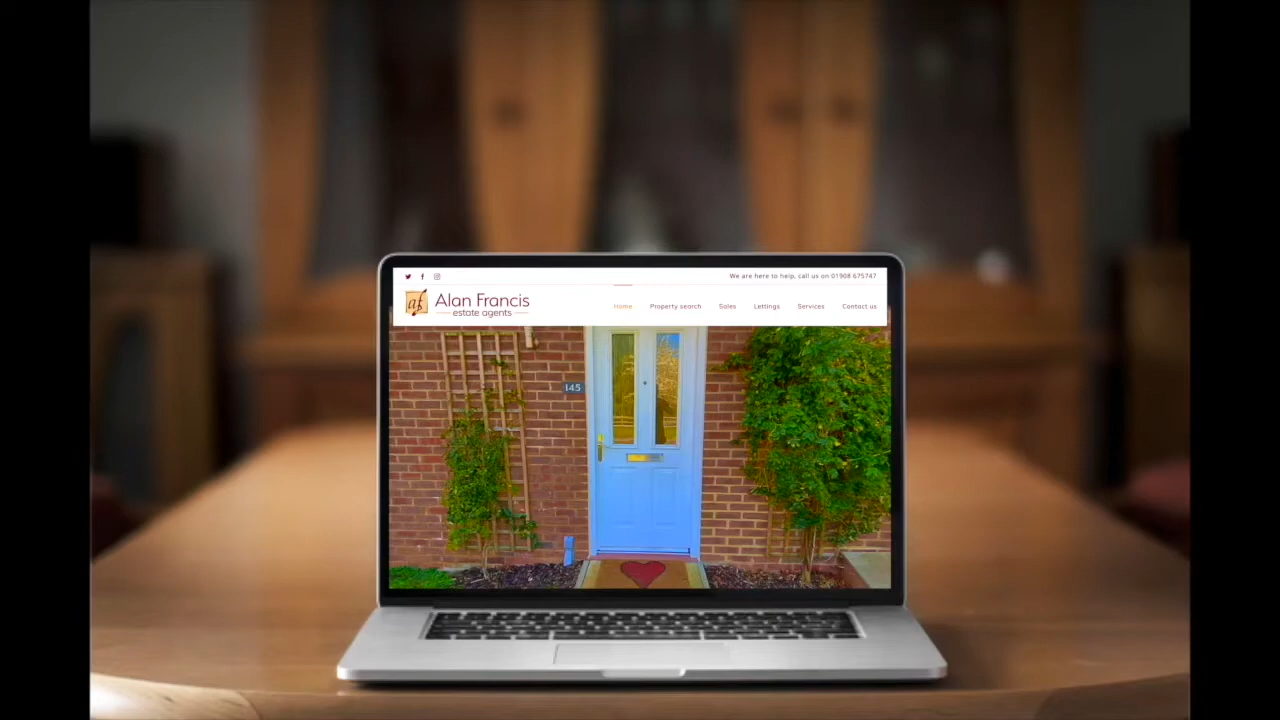 We are here to help, call us on 01908 675747
af Alan Francis
estate agents
Home Property search Sales Lettings Services Contact us
145